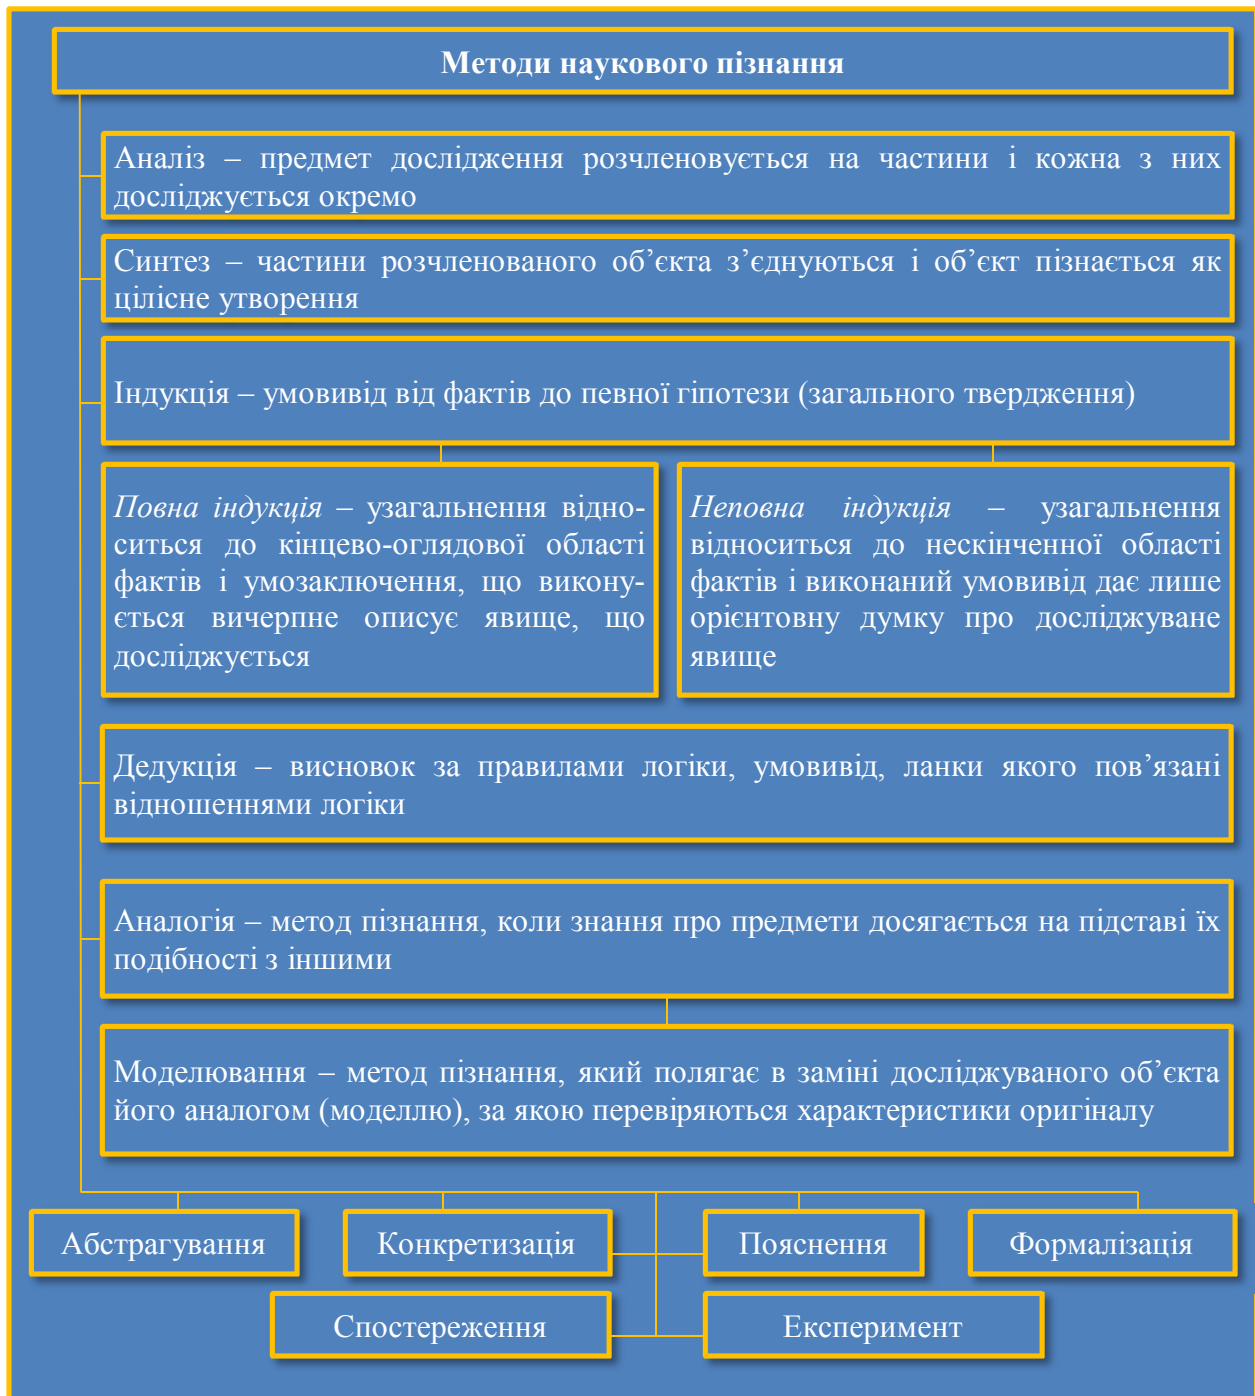 Методи наукового пізнання
Аналіз – предмет дослідження розчленовується на частини і кожна з них
досліджується окремо
Синтез – частини розчленованого об’єкта з’єднуються і об’єкт пізнається як
цілісне утворення
Індукція – умовивід від фактів до певної гіпотези (загального твердження)
Повна індукція – узагальнення відно-
ситься до кінцево-оглядової області
фактів і умозаключення, що викону-
ється вичерпне описує явище, що
досліджується
Неповна індукція – узагальнення
відноситься до нескінченної області
фактів і виконаний умовивід дає лише
орієнтовну думку про досліджуване
явище
Дедукція – висновок за правилами логіки, умовивід, ланки якого пов’язані
відношеннями логіки
Аналогія – метод пізнання, коли знання про предмети досягається на підставі їх
подібності з іншими
Моделювання – метод пізнання, який полягає в заміні досліджуваного об’єкта
його аналогом (моделлю), за якою перевіряються характеристики оригіналу
Абстрагування
Конкретизація
Пояснення
Формалізація
Спостереження
Експеримент